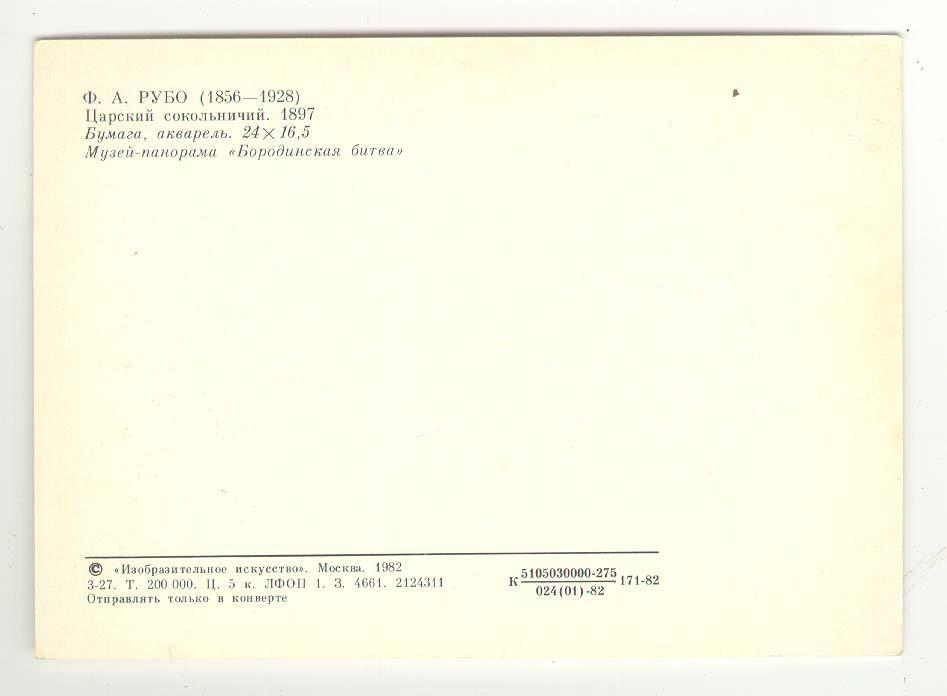 Ф. А. РУБО (1856—1928)
Царский сокольничий. 1897
Бумага, акварель. 24×16,5
Музей-панорама «Бородинская битва»
© «Изобразительное искусство». Москва. 1982
3-27. Т. 200 000. Ц. 5 к. ЛФОП 1. З. 4661. 2124311
Отправлять только в конверте
К 5105030000-275 171-82
024(01)-82